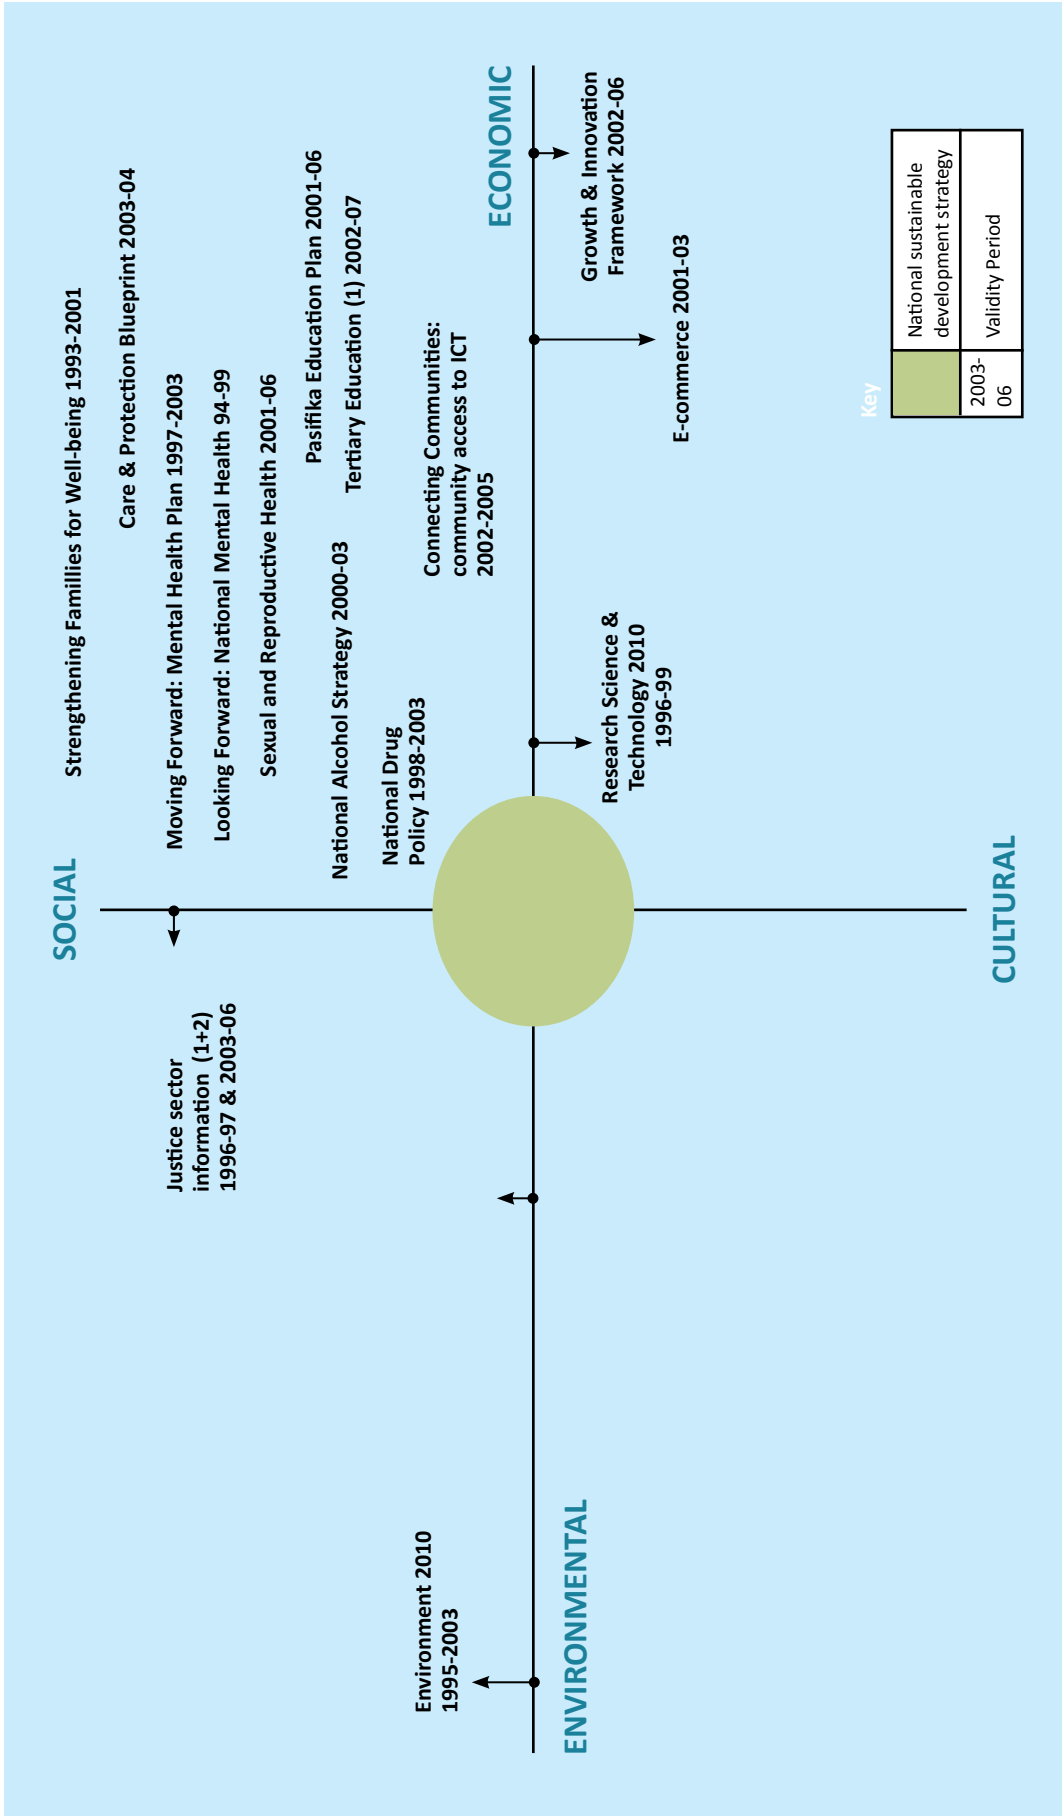 SOCIAL
Strengthening Families for Well-being 1993-2001
Care & Protection Blueprint 2003-04
Moving Forward: Mental Health Plan 1997-2003
Looking Forward: National Mental Health 94-99
Sexual and Reproductive Health 2001-06
Pasifika Education Plan 2001-06
Tertiary Education (1) 2002-07
National Alcohol Strategy 2000-03
National Drug
Policy 1998-2003
Connecting Communities:
community access to ICT
2002-2005
Justice sector
information (1+2)
1996-97 & 2003-06
ECONOMIC
Growth & Innovation
Framework 2002-06
E-commerce 2001-03
Research Science &
Technology 2010
1996-99
Environment 2010
1995-2003
ENVIRONMENTAL
CULTURAL
Key
National sustainable
development strategy
2003-
06
Validity Period